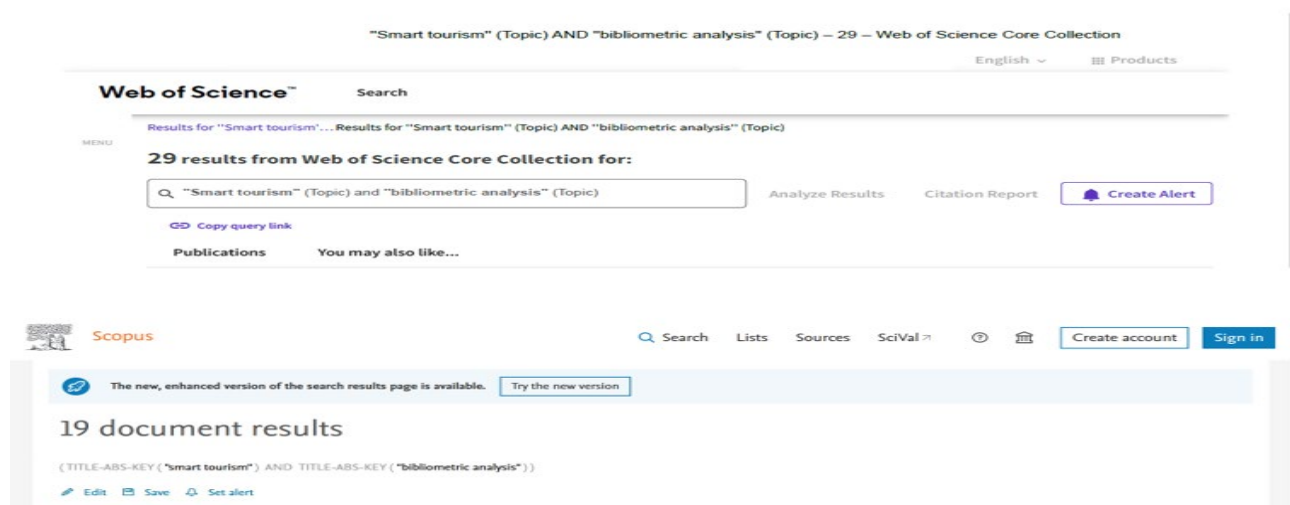 "Smart tourism" (Topic) AND "bibliometric analysis" (Topic) – 29 – Web of Science Core Collection
English Products
Web of Science™ Search
MENU
Results for "Smart tourism'...Results for "Smart tourism" (Topic) AND "bibliometric analysis" (Topic)
29 results from Web of Science Core Collection for:
"Smart tourism" (Topic) and "bibliometric analysis" (Topic) Analyze Results Citation Report Create Alert
Copy query link
Publications You may also like...
Scopus Search Lists Sources SciVal Create account Sign in
The new, enhanced version of the search results page is available. Try the new version
19 document results
(TITLE-ABS-KEY("smart tourism") AND TITLE-ABS-KEY("bibliometric analysis"))
Edit Save Set alert